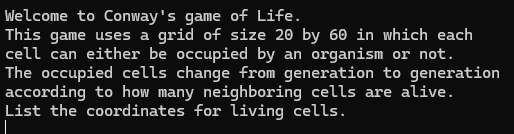 Welcome to Conway's game of Life.
This game uses a grid of size 20 by 60 in which each
cell can either be occupied by an organism or not.
The occupied cells change from generation to generation
according to how many neighboring cells are alive.
List the coordinates for living cells.